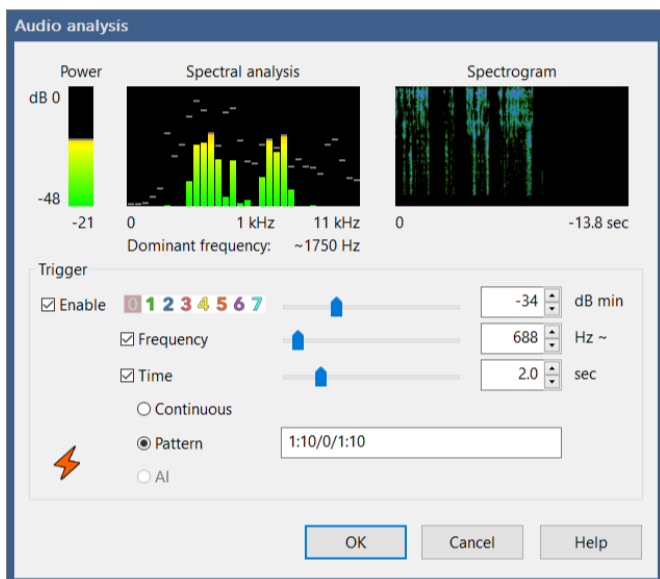 Audio analysis
Power Spectral analysis Spectrogram
dB 0
-48
-21 0 1 kHz 11 kHz 0 -13.8 sec
Dominant frequency: ~1750 Hz
Trigger
Enable 0 1 2 3 4 5 6 7 -34 dB min
Frequency 688 Hz ~
Time 2.0 sec
Continuous
Pattern 1:10/0/1:10
AI
OK Cancel Help